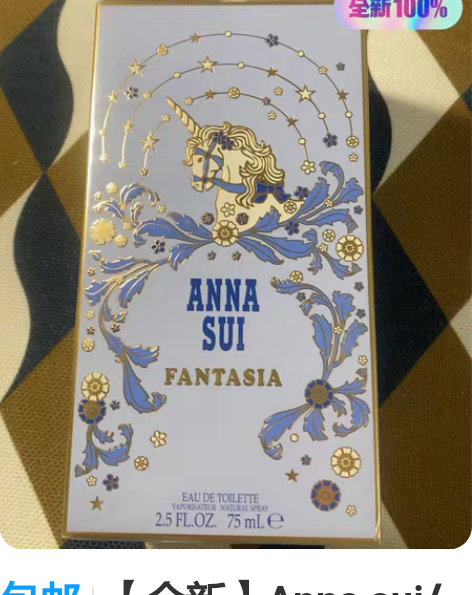 全新100%
ANNA
SUI
FANTASIA
EAU DE TOILETTE
VAPORISATEUR NATURAL SPRAY
2.5 FL.OZ. 75 mL ℮
包邮 【全新】Anna sui/